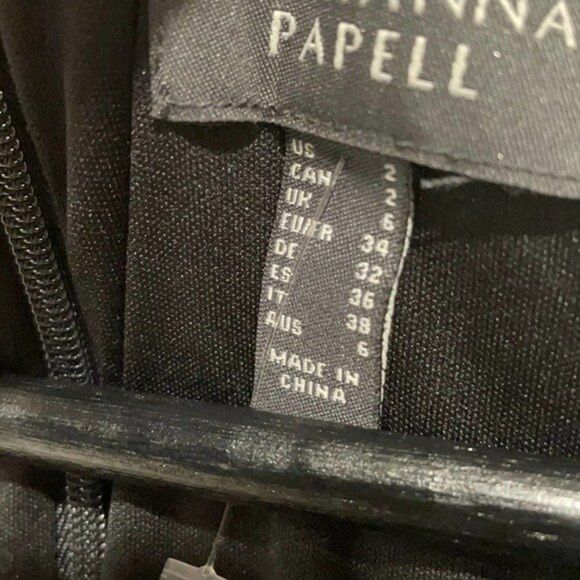 PAPELL
US 2
CAN 2
UK 6
EU/FR 34
DE 32
ES 36
IT 38
AUS 6
MADE IN
CHINA